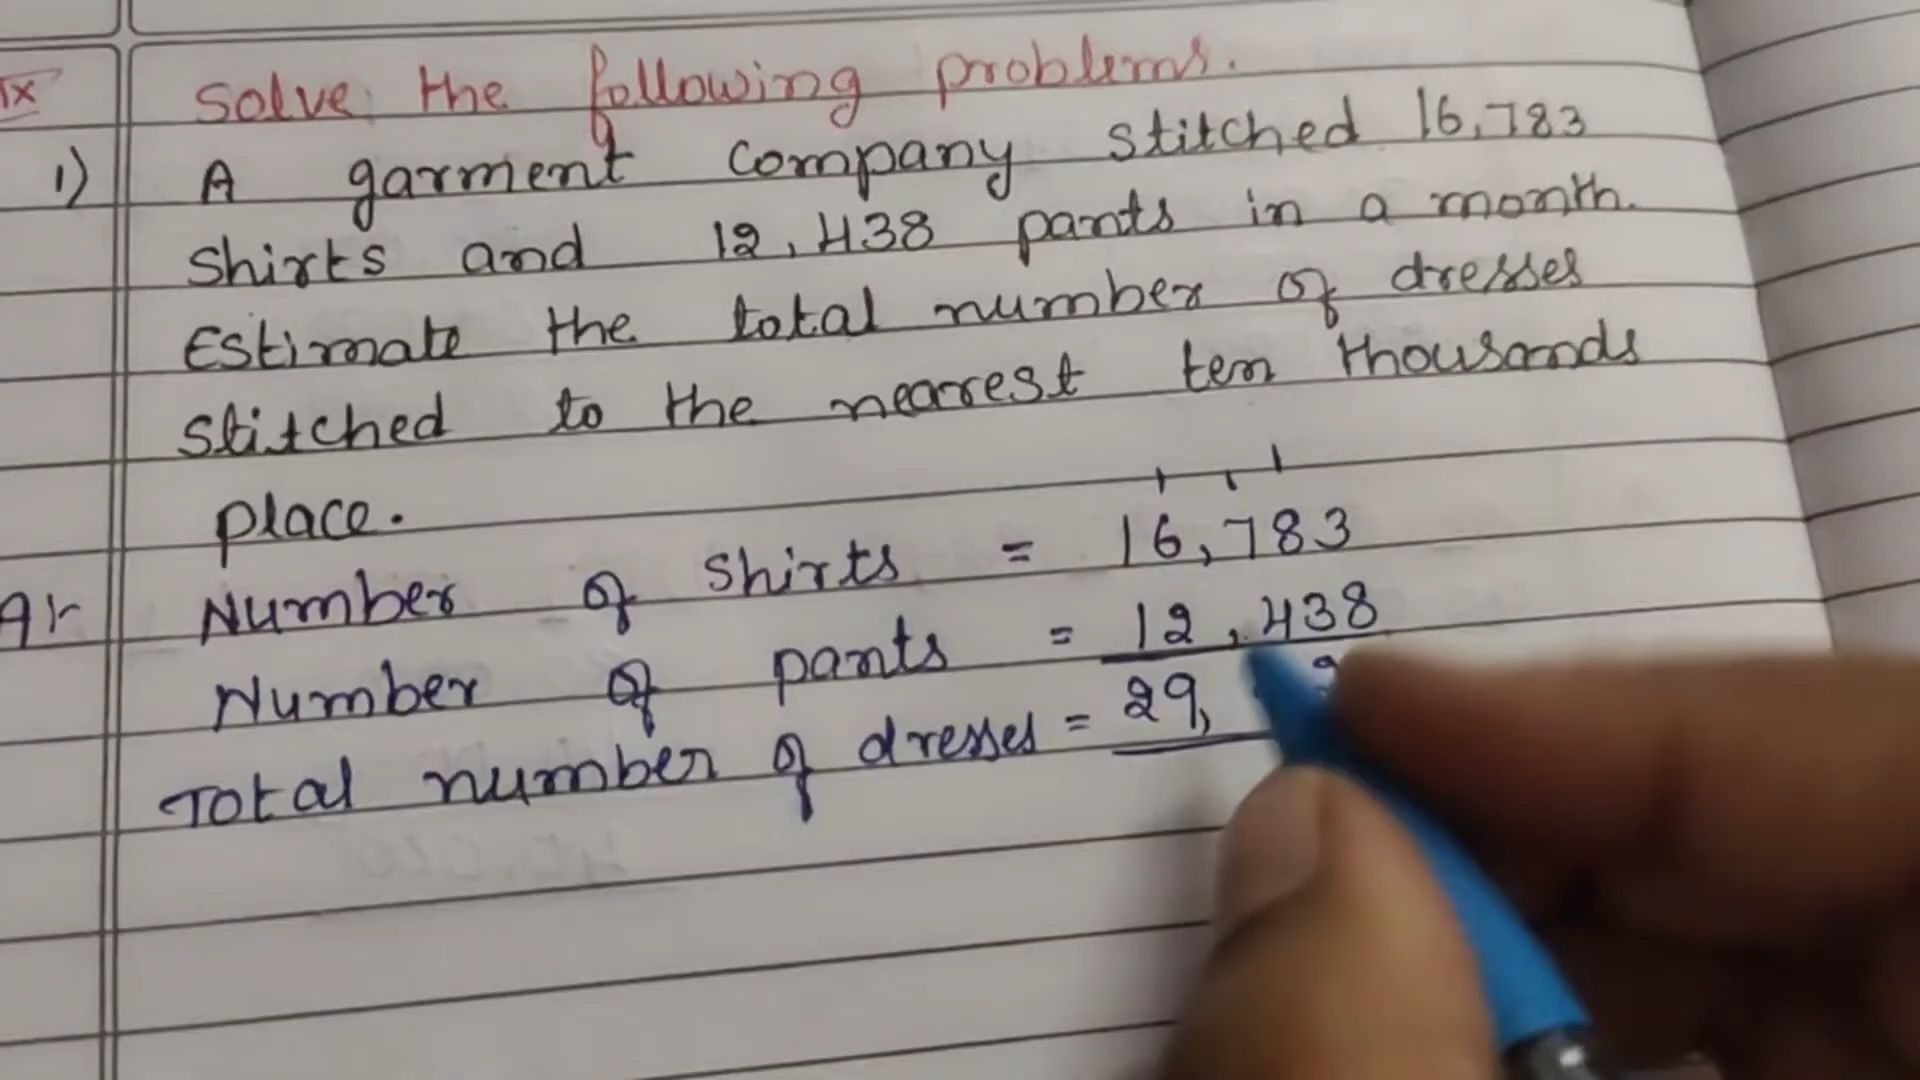 IX Solve the following problems.
1) A garment company stitched 16,783
shirts and 12,438 pants in a month.
Estimate the total number of dresses
stitched to the nearest ten thousands
place.
A:- Number of shirts = 16,783
Number of pants = 12,438
Total number of dresses = 29,